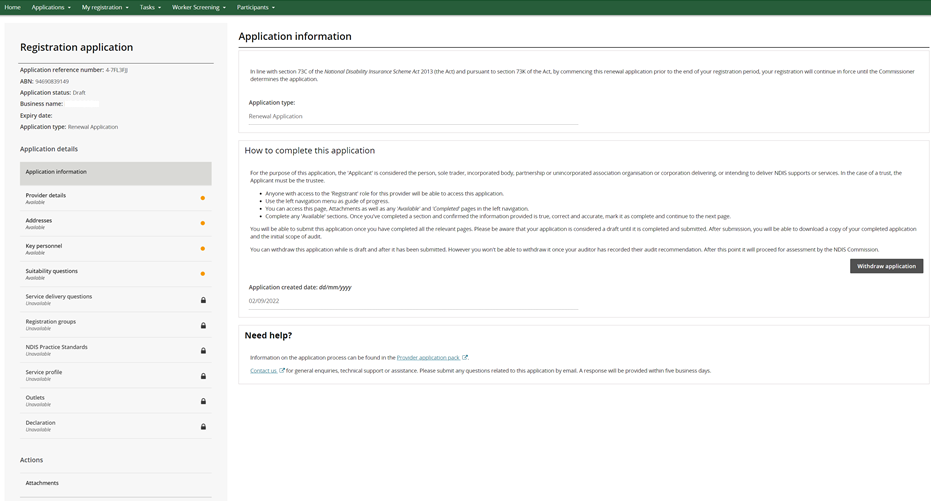 Home Applications My registration Tasks Worker Screening Participants
Registration application
Application reference number: 4-7FL3FJJ
ABN: 94690839149
Application status: Draft
Business name:
Expiry date:
Application type: Renewal Application
Application details
Application information
Provider details
Available
Addresses
Available
Key personnel
Available
Suitability questions
Available
Service delivery questions
Unavailable
Registration groups
Unavailable
NDIS Practice Standards
Unavailable
Service profile
Unavailable
Outlets
Unavailable
Declaration
Unavailable
Actions
Attachments
Application information
In line with section 73C of the National Disability Insurance Scheme Act 2013 (the Act) and pursuant to section 73K of the Act, by commencing this renewal application prior to the end of your registration period, your registration will continue in force until the Commissioner
determines the application.
Application type:
Renewal Application
How to complete this application
For the purpose of this application, the 'Applicant' is considered the person, sole trader, incorporated body, partnership or unincorporated association organisation or corporation delivering, or intending to deliver NDIS supports or services. In the case of a trust, the
Applicant must be the trustee.
• Anyone with access to the 'Registrant' role for this provider will be able to access this application.
• Use the left navigation menu as guide of progress.
• You can access this page, Attachments as well as any 'Available' and 'Completed' pages in the left navigation.
• Complete any 'Available' sections. Once you've completed a section and confirmed the information provided is true, correct and accurate, mark it as complete and continue to the next page.
You will be able to submit this application once you have completed all the relevant pages. Please be aware that your application is considered a draft until it is completed and submitted. After submission, you will be able to download a copy of your completed application
and the initial scope of audit.
You can withdraw this application while is draft and after it has been submitted. However you won't be able to withdraw it once your auditor has recorded their audit recommendation. After this point it will proceed for assessment by the NDIS Commission.
Withdraw application
Application created date: dd/mm/yyyy
02/09/2022
Need help?
Information on the application process can be found in the Provider application pack .
Contact us for general enquiries, technical support or assistance. Please submit any questions related to this application by email. A response will be provided within five business days.